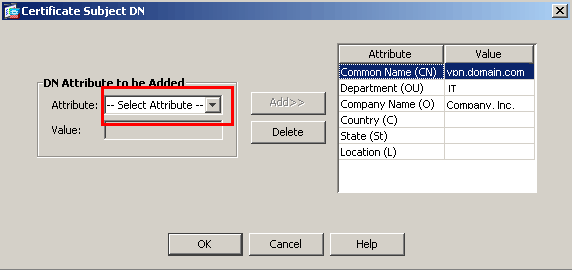 Certificate Subject DN
DN Attribute to be Added
Attribute: -- Select Attribute --
Value:
Add>>
Delete
Attribute Value
Common Name (CN) vpn.domain.com
Department (OU) IT
Company Name (O) Company, Inc.
Country (C)
State (St)
Location (L)
OK Cancel Help